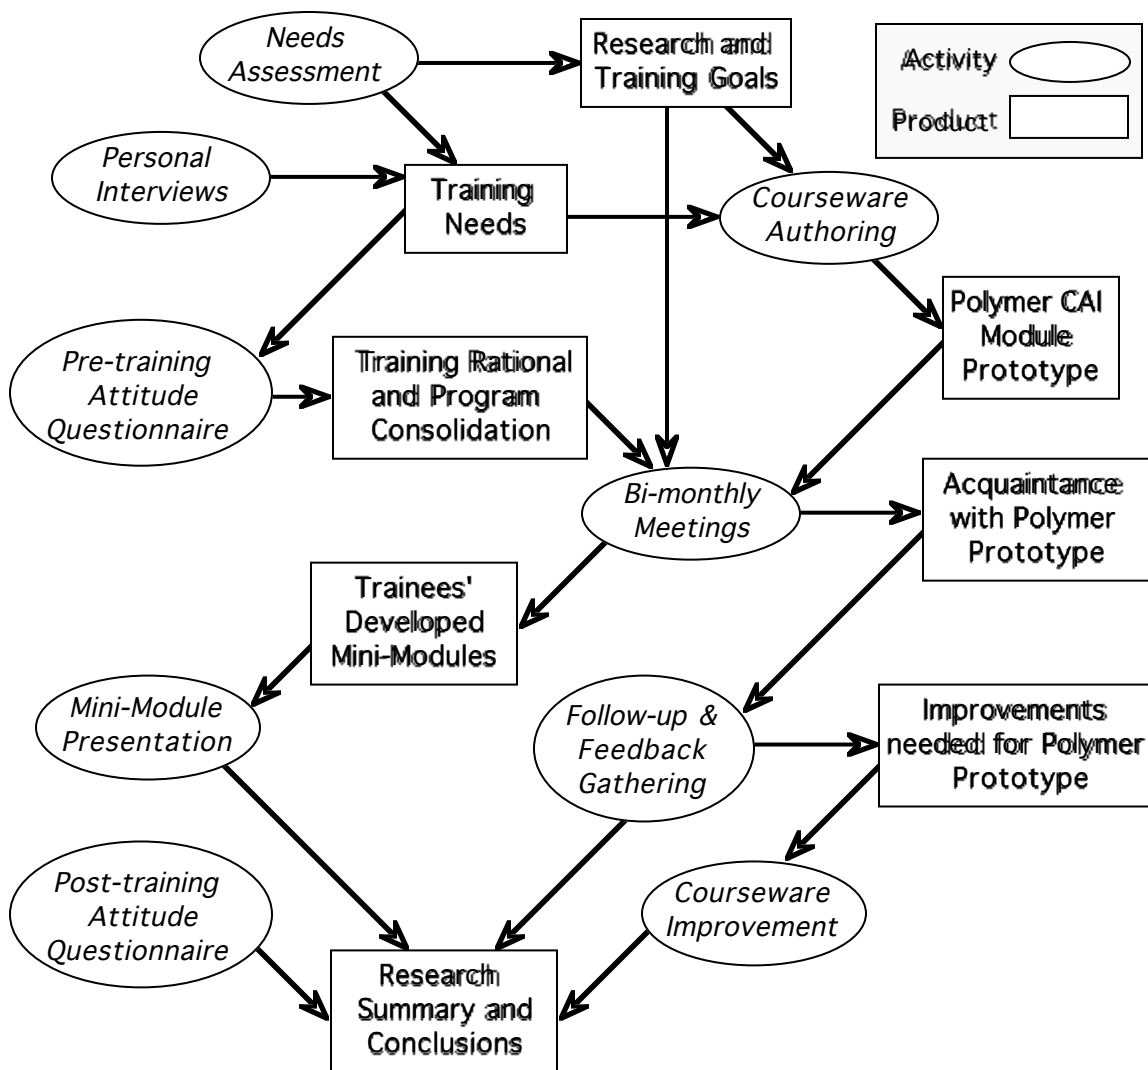 Needs
Assessment
Research and
Training Goals
Activity
Product
Personal
Interviews
Training
Needs
Courseware
Authoring
Polymer CAI
Module
Prototype
Pre-training
Attitude
Questionnaire
Training Rational
and Program
Consolidation
Bi-monthly
Meetings
Acquaintance
with Polymer
Prototype
Trainees'
Developed
Mini-Modules
Mini-Module
Presentation
Follow-up &
Feedback
Gathering
Improvements
needed for Polymer
Prototype
Post-training
Attitude
Questionnaire
Courseware
Improvement
Research
Summary and
Conclusions